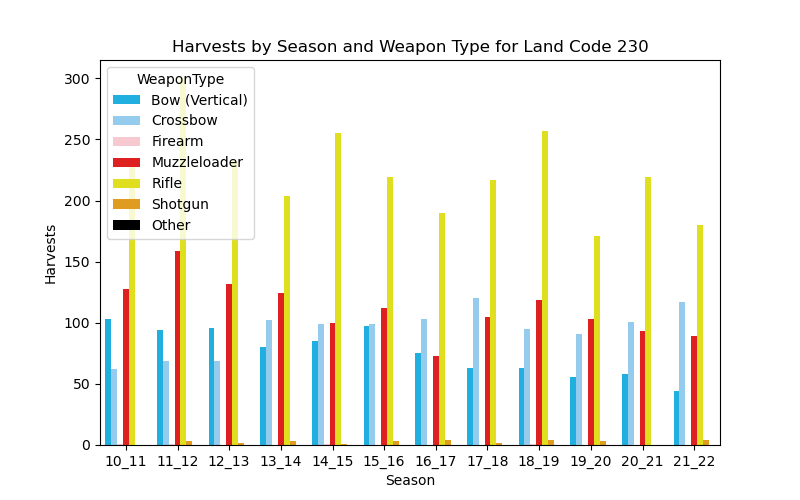 Harvests by Season and Weapon Type for Land Code 230
WeaponType
Bow (Vertical)
Crossbow
Firearm
Muzzleloader
Rifle
Shotgun
Other
300
250
200
150
100
50
0
Harvests
10_11 11_12 12_13 13_14 14_15 15_16 16_17 17_18 18_19 19_20 20_21 21_22
Season